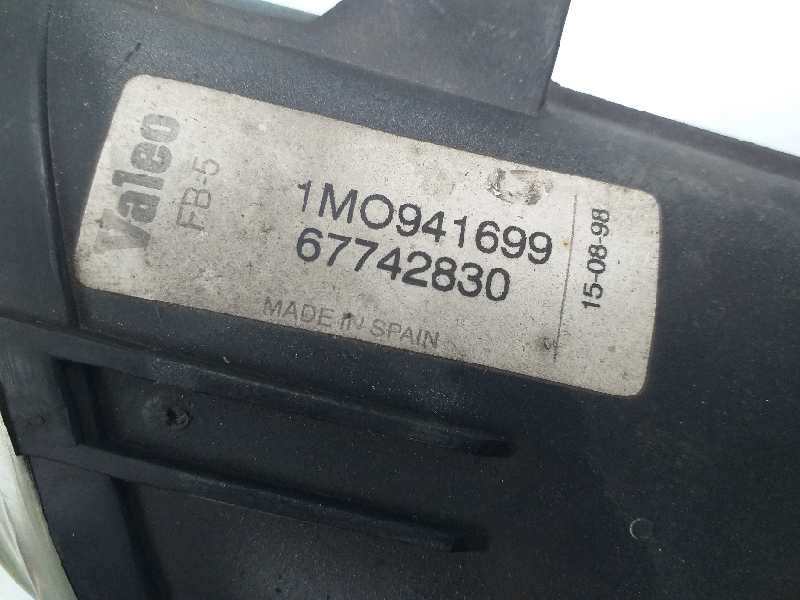 Valeo
FB-5
1MO941699
67742830
MADE IN SPAIN
15-08-98